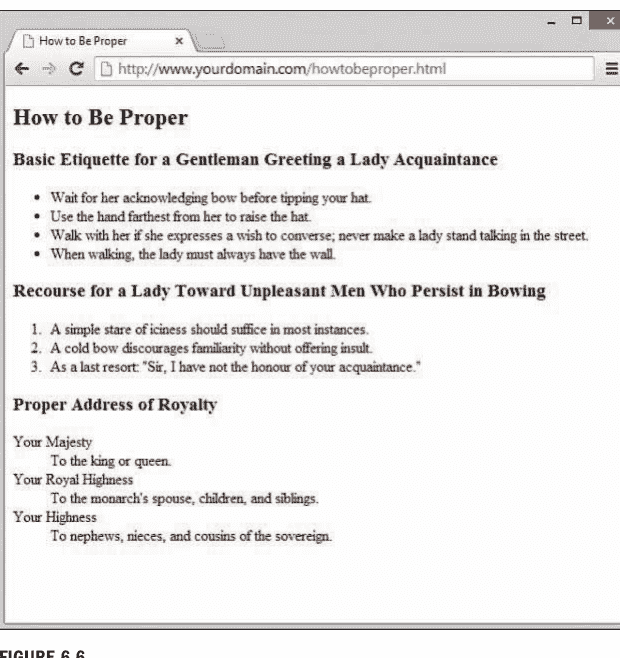 How to Be Proper
http://www.yourdomain.com/howtobeproper.html
How to Be Proper
Basic Etiquette for a Gentleman Greeting a Lady Acquaintance
• Wait for her acknowledging bow before tipping your hat.
• Use the hand farthest from her to raise the hat.
• Walk with her if she expresses a wish to converse; never make a lady stand talking in the street.
• When walking, the lady must always have the wall.
Recourse for a Lady Toward Unpleasant Men Who Persist in Bowing
1. A simple stare of iciness should suffice in most instances.
2. A cold bow discourages familiarity without offering insult.
3. As a last resort: "Sir, I have not the honour of your acquaintance."
Proper Address of Royalty
Your Majesty
To the king or queen.
Your Royal Highness
To the monarch's spouse, children, and siblings.
Your Highness
To nephews, nieces, and cousins of the sovereign.
FIGURE 6.6